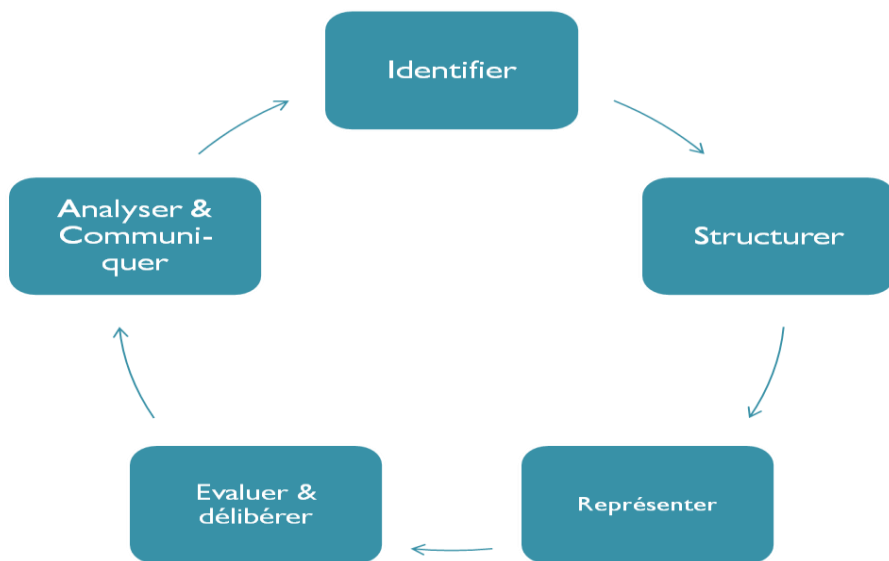 Identifier
Structurer
Représenter
Evaluer &
délibérer
Analyser &
Communi-
quer